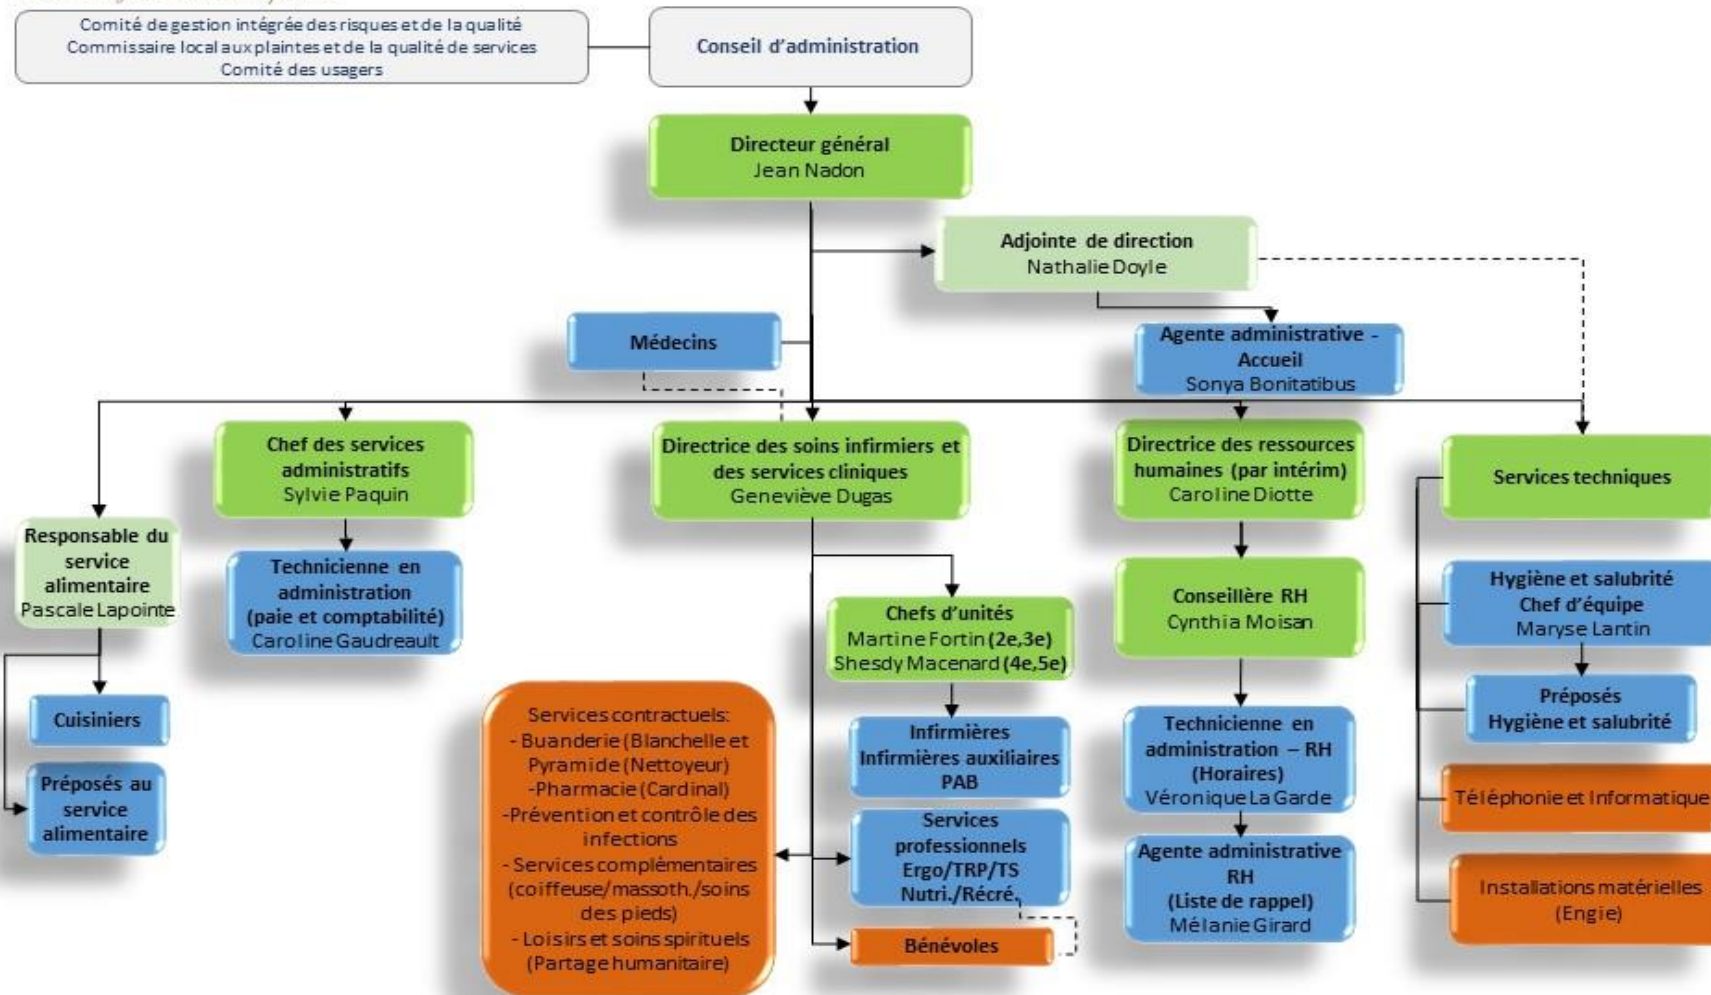 Comité de gestion intégrée des risques et de la qualité
Commissaire local aux plaintes et de la qualité de services
Comité des usagers
Conseil d'administration
Directeur général
Jean Nadon
Adjointe de direction
Nathalie Doyle
Médecins
Agente administrative -
Accueil
Sonya Bonitatibus
Chef des services
administratifs
Sylvie Paquin
Directrice des soins infirmiers et
des services cliniques
Geneviève Dugas
Directrice des ressources
humaines (par intérim)
Caroline Diotte
Services techniques
Responsable du
service
alimentaire
Pascale Lapointe
Technicienne en
administration
(paie et comptabilité)
Caroline Gaudreault
Chefs d'unités
Martine Fortin (2e,3e)
Shesdy Macenard (4e,5e)
Conseillère RH
Cynthia Moisan
Hygiène et salubrité
Chef d'équipe
Maryse Lantin
Cuisiniers
Préposés au
service
alimentaire
Services contractuels:
- Buanderie (Blanchelle et
Pyramide (Nettoyeur)
-Pharmacie (Cardinal)
-Prévention et contrôle des
infections
- Services complémentaires
(coiffeuse/massoth./soins
des pieds)
- Loisirs et soins spirituels
(Partage humanitaire)
Infirmières
Infirmières auxiliaires
PAB
Services
professionnels
Ergo/TRP/TS
Nutri./Récré.
Bénévoles
Technicienne en
administration – RH
(Horaires)
Véronique La Garde
Agente administrative
RH
(Liste de rappel)
Mélanie Girard
Préposés
Hygiène et salubrité
Téléphonie et Informatique
Installations matérielles
(Engie)